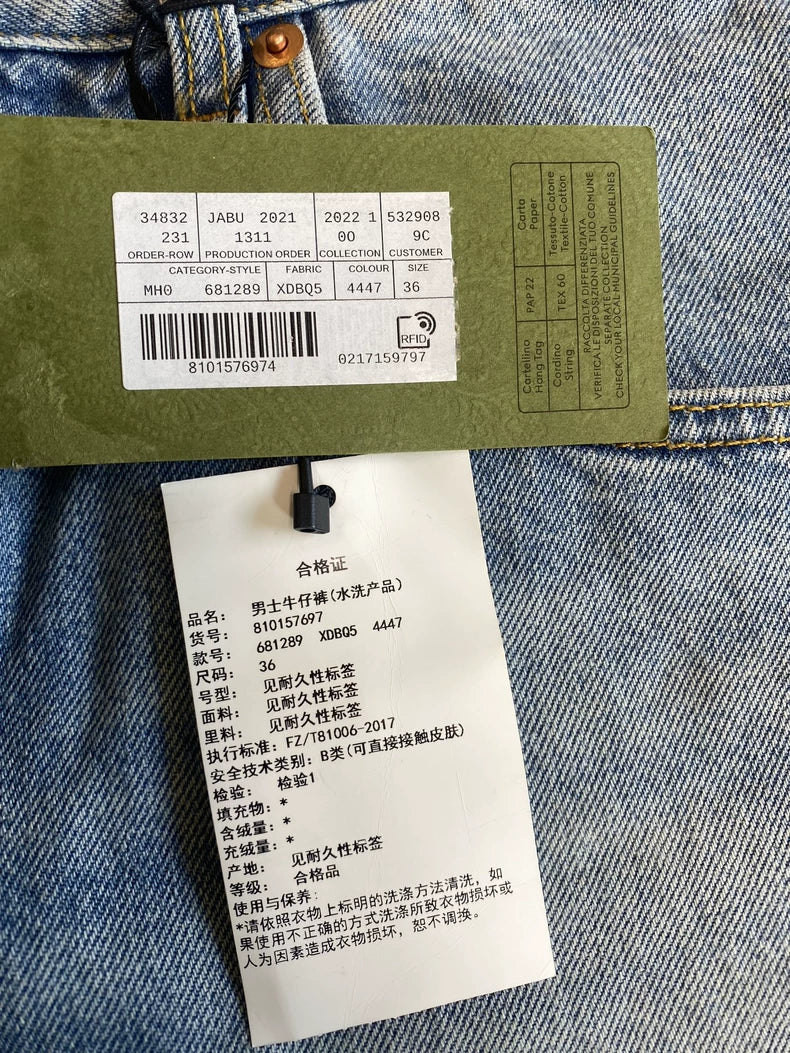 34832 JABU 2021 2022 1 532908
231 1311 00 9C
ORDER-ROW PRODUCTION ORDER COLLECTION CUSTOMER
CATEGORY-STYLE FABRIC COLOUR SIZE
MH0 681289 XDBQ5 4447 36
RFID
8101576974 0217159797
Carta
Paper
Tessuto-Cotone
Textile-Cotton
PAP 22
TEX 60
Cartellino
Hang Tag
Cordino
String
RACCOLTA DIFFERENZIATA
VERIFICA LE DISPOSIZIONI DEL TUO COMUNE
SEPARATE COLLECTION
CHECK YOUR LOCAL MUNICIPAL GUIDELINES
合格证
品名： 男士牛仔裤(水洗产品)
货号： 810157697
款号： 681289 XDBQ5 4447
尺码： 36
号型： 见耐久性标签
面料： 见耐久性标签
里料： 见耐久性标签
执行标准：FZ/T81006-2017
安全技术类别：B类(可直接接触皮肤)
检验： 检验1
填充物：*
含绒量：*
充绒量：*
产地： 见耐久性标签
等级： 合格品
使用与保养：
*请依照衣物上标明的洗涤方法清洗，如
果使用不正确的方式洗涤所致衣物损坏或
人为因素造成衣物损坏，恕不调换。